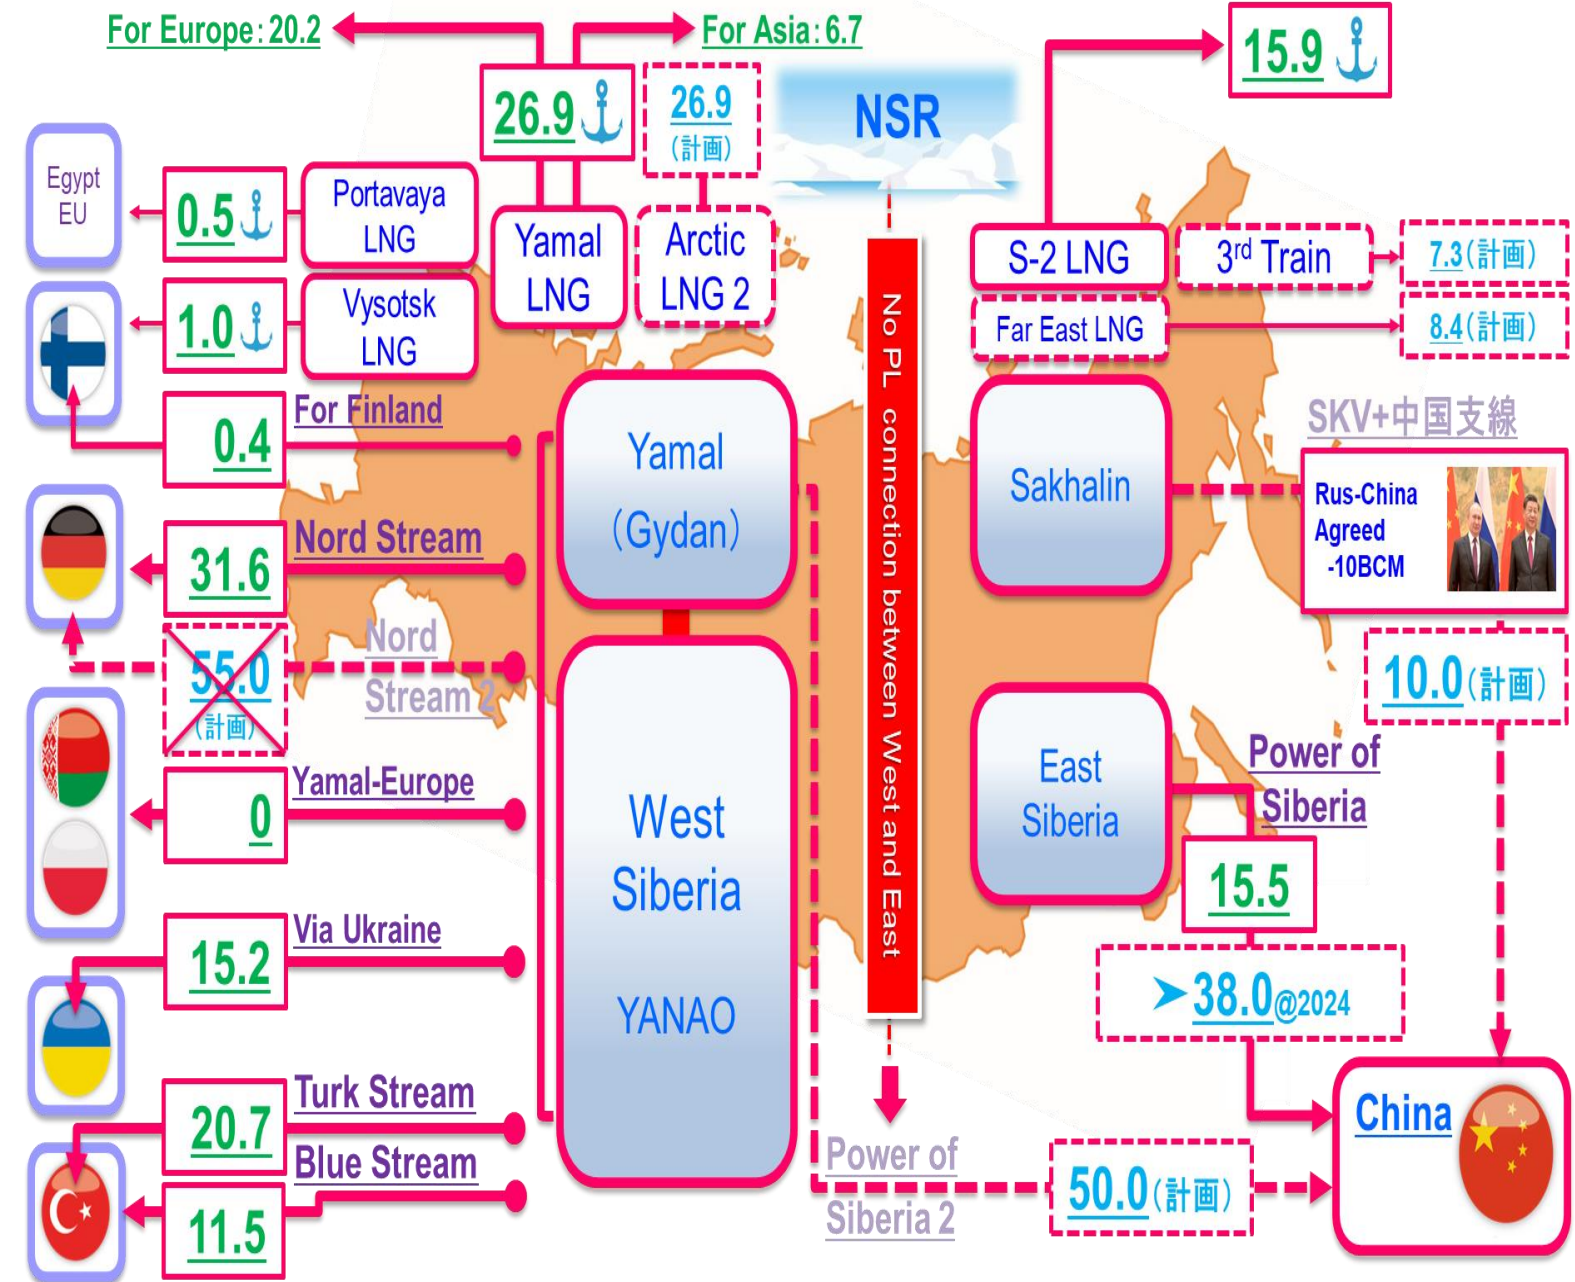 For Europe:20.2
For Asia:6.7
15.9
26.9
26.9
(計画)
NSR
Egypt
EU
0.5
Portavaya
LNG
Yamal
LNG
Arctic
LNG 2
S-2 LNG
3rd Train
7.3(計画)
1.0
Vysotsk
LNG
Far East LNG
8.4(計画)
For Finland
0.4
Yamal
(Gydan)
No PL connection between West and East
Sakhalin
SKV+中国支線
Rus-China
Agreed
-10BCM
Nord Stream
31.6
Nord
Stream 2
55.0
(計画)
10.0(計画)
Yamal-Europe
0
West
Siberia
YANAO
East
Siberia
Power of
Siberia
15.5
Via Ukraine
15.2
➤38.0@2024
Turk Stream
20.7
Blue Stream
11.5
Power of
Siberia 2
50.0(計画)
China